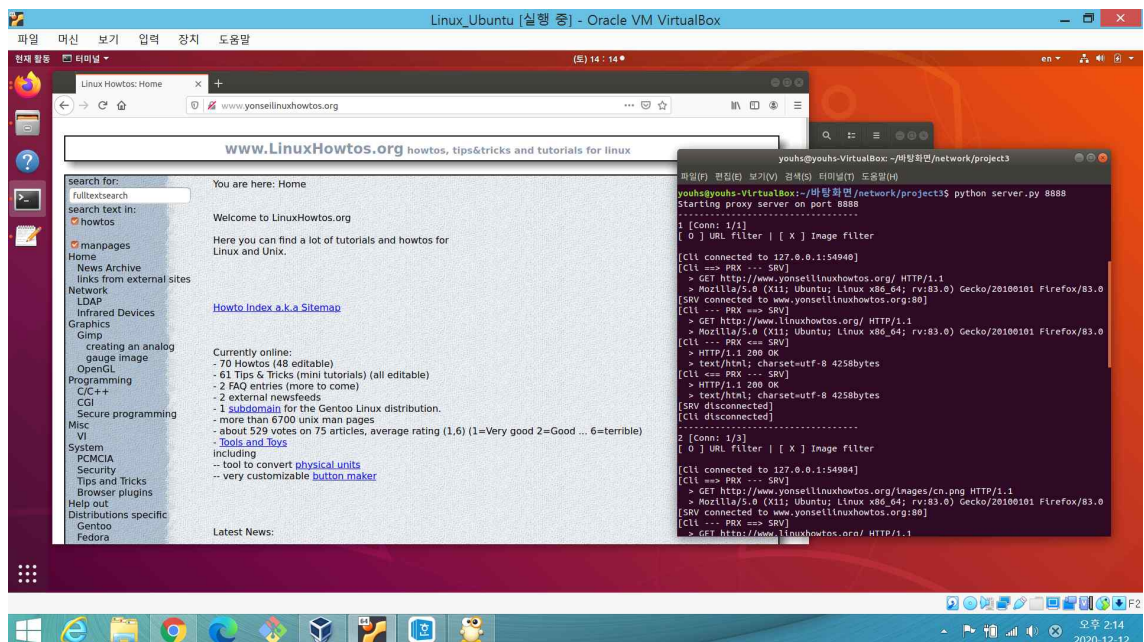 Linux_Ubuntu [실행 중] - Oracle VM VirtualBox
파일 머신 보기 입력 장치 도움말
현재 활동 터미널 (토) 14 : 14 en
Linux Howtos: Home
www.yonseilinuxhowtos.org
www.LinuxHowtos.org howtos, tips&tricks and tutorials for linux
search for:
fulltextsearch
search text in:
howtos
manpages
Home
News Archive
links from external sites
Network
LDAP
Infrared Devices
Graphics
Gimp
creating an analog
gauge image
OpenGL
Programming
C/C++
CGI
Secure programming
Misc
VI
System
PCMCIA
Security
Tips and Tricks
Browser plugins
Help out
Distributions specific
Gentoo
Fedora
You are here: Home
Welcome to LinuxHowtos.org
Here you can find a lot of tutorials and howtos for
Linux and Unix.
Howto Index a.k.a Sitemap
Currently online:
- 70 Howtos (48 editable)
- 61 Tips & Tricks (mini tutorials) (all editable)
- 2 FAQ entries (more to come)
- 2 external newsfeeds
- 1 subdomain for the Gentoo Linux distribution.
- more than 6700 unix man pages
- about 529 votes on 75 articles, average rating (1,6) (1=Very good 2=Good ... 6=terrible)
- Tools and Toys
including
-- tool to convert physical units
-- very customizable button maker
Latest News:
youhs@youhs-VirtualBox: ~/바탕화면/network/project3
파일(F) 편집(E) 보기(V) 검색(S) 터미널(T) 도움말(H)
youhs@youhs-VirtualBox:~/바탕화면/network/project3$ python server.py 8888
Starting proxy server on port 8888
----------------------------------
1 [Conn: 1/1]
[ O ] URL filter | [ X ] Image filter
[Cli connected to 127.0.0.1:54940]
[Cli ==> PRX --- SRV]
> GET http://www.yonseilinuxhowtos.org/ HTTP/1.1
> Mozilla/5.0 (X11; Ubuntu; Linux x86_64; rv:83.0) Gecko/20100101 Firefox/83.0
[SRV connected to www.yonseilinuxhowtos.org:80]
[Cli --- PRX ==> SRV]
> GET http://www.linuxhowtos.org/ HTTP/1.1
> Mozilla/5.0 (X11; Ubuntu; Linux x86_64; rv:83.0) Gecko/20100101 Firefox/83.0
[Cli --- PRX <== SRV]
> HTTP/1.1 200 OK
> text/html; charset=utf-8 4258bytes
[Cli <== PRX --- SRV]
> HTTP/1.1 200 OK
> text/html; charset=utf-8 4258bytes
[SRV disconnected]
[Cli disconnected]
----------------------------------
2 [Conn: 1/3]
[ O ] URL filter | [ X ] Image filter
[Cli connected to 127.0.0.1:54984]
[Cli ==> PRX --- SRV]
> GET http://www.yonseilinuxhowtos.org/images/cn.png HTTP/1.1
> Mozilla/5.0 (X11; Ubuntu; Linux x86_64; rv:83.0) Gecko/20100101 Firefox/83.0
[SRV connected to www.yonseilinuxhowtos.org:80]
[Cli --- PRX ==> SRV]
> GET http://www.linuxhowtos.org/ HTTP/1.1
F2
64
오후 2:14
2020-12-12